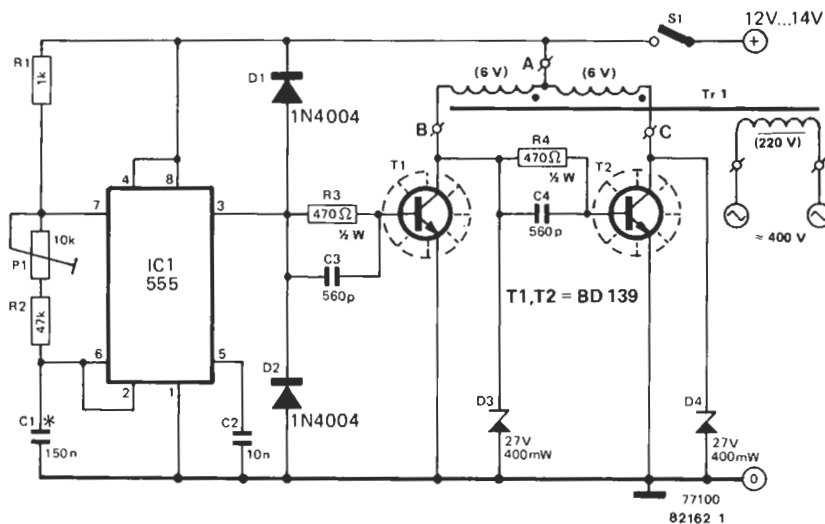 S1
12V...14V
+
R1
1k
D1
1N4004
A
(6 V)
(6 V)
Tr 1
B
C
(220 V)
≈ 400 V
4
8
7
3
IC1
555
10k
P1
R2
47k
6
5
2
1
R3
470Ω
½ W
C3
560p
T1
R4
470Ω
½ W
C4
560p
T2
T1,T2 = BD 139
D2
1N4004
C1
*
150n
C2
10n
D3
27V
400mW
D4
27V
400mW
0
77100
82162 1